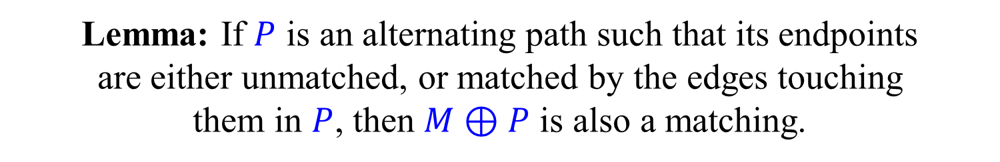 Lemma: If P is an alternating path such that its endpoints
are either unmatched, or matched by the edges touching
them in P, then M ⊕ P is also a matching.